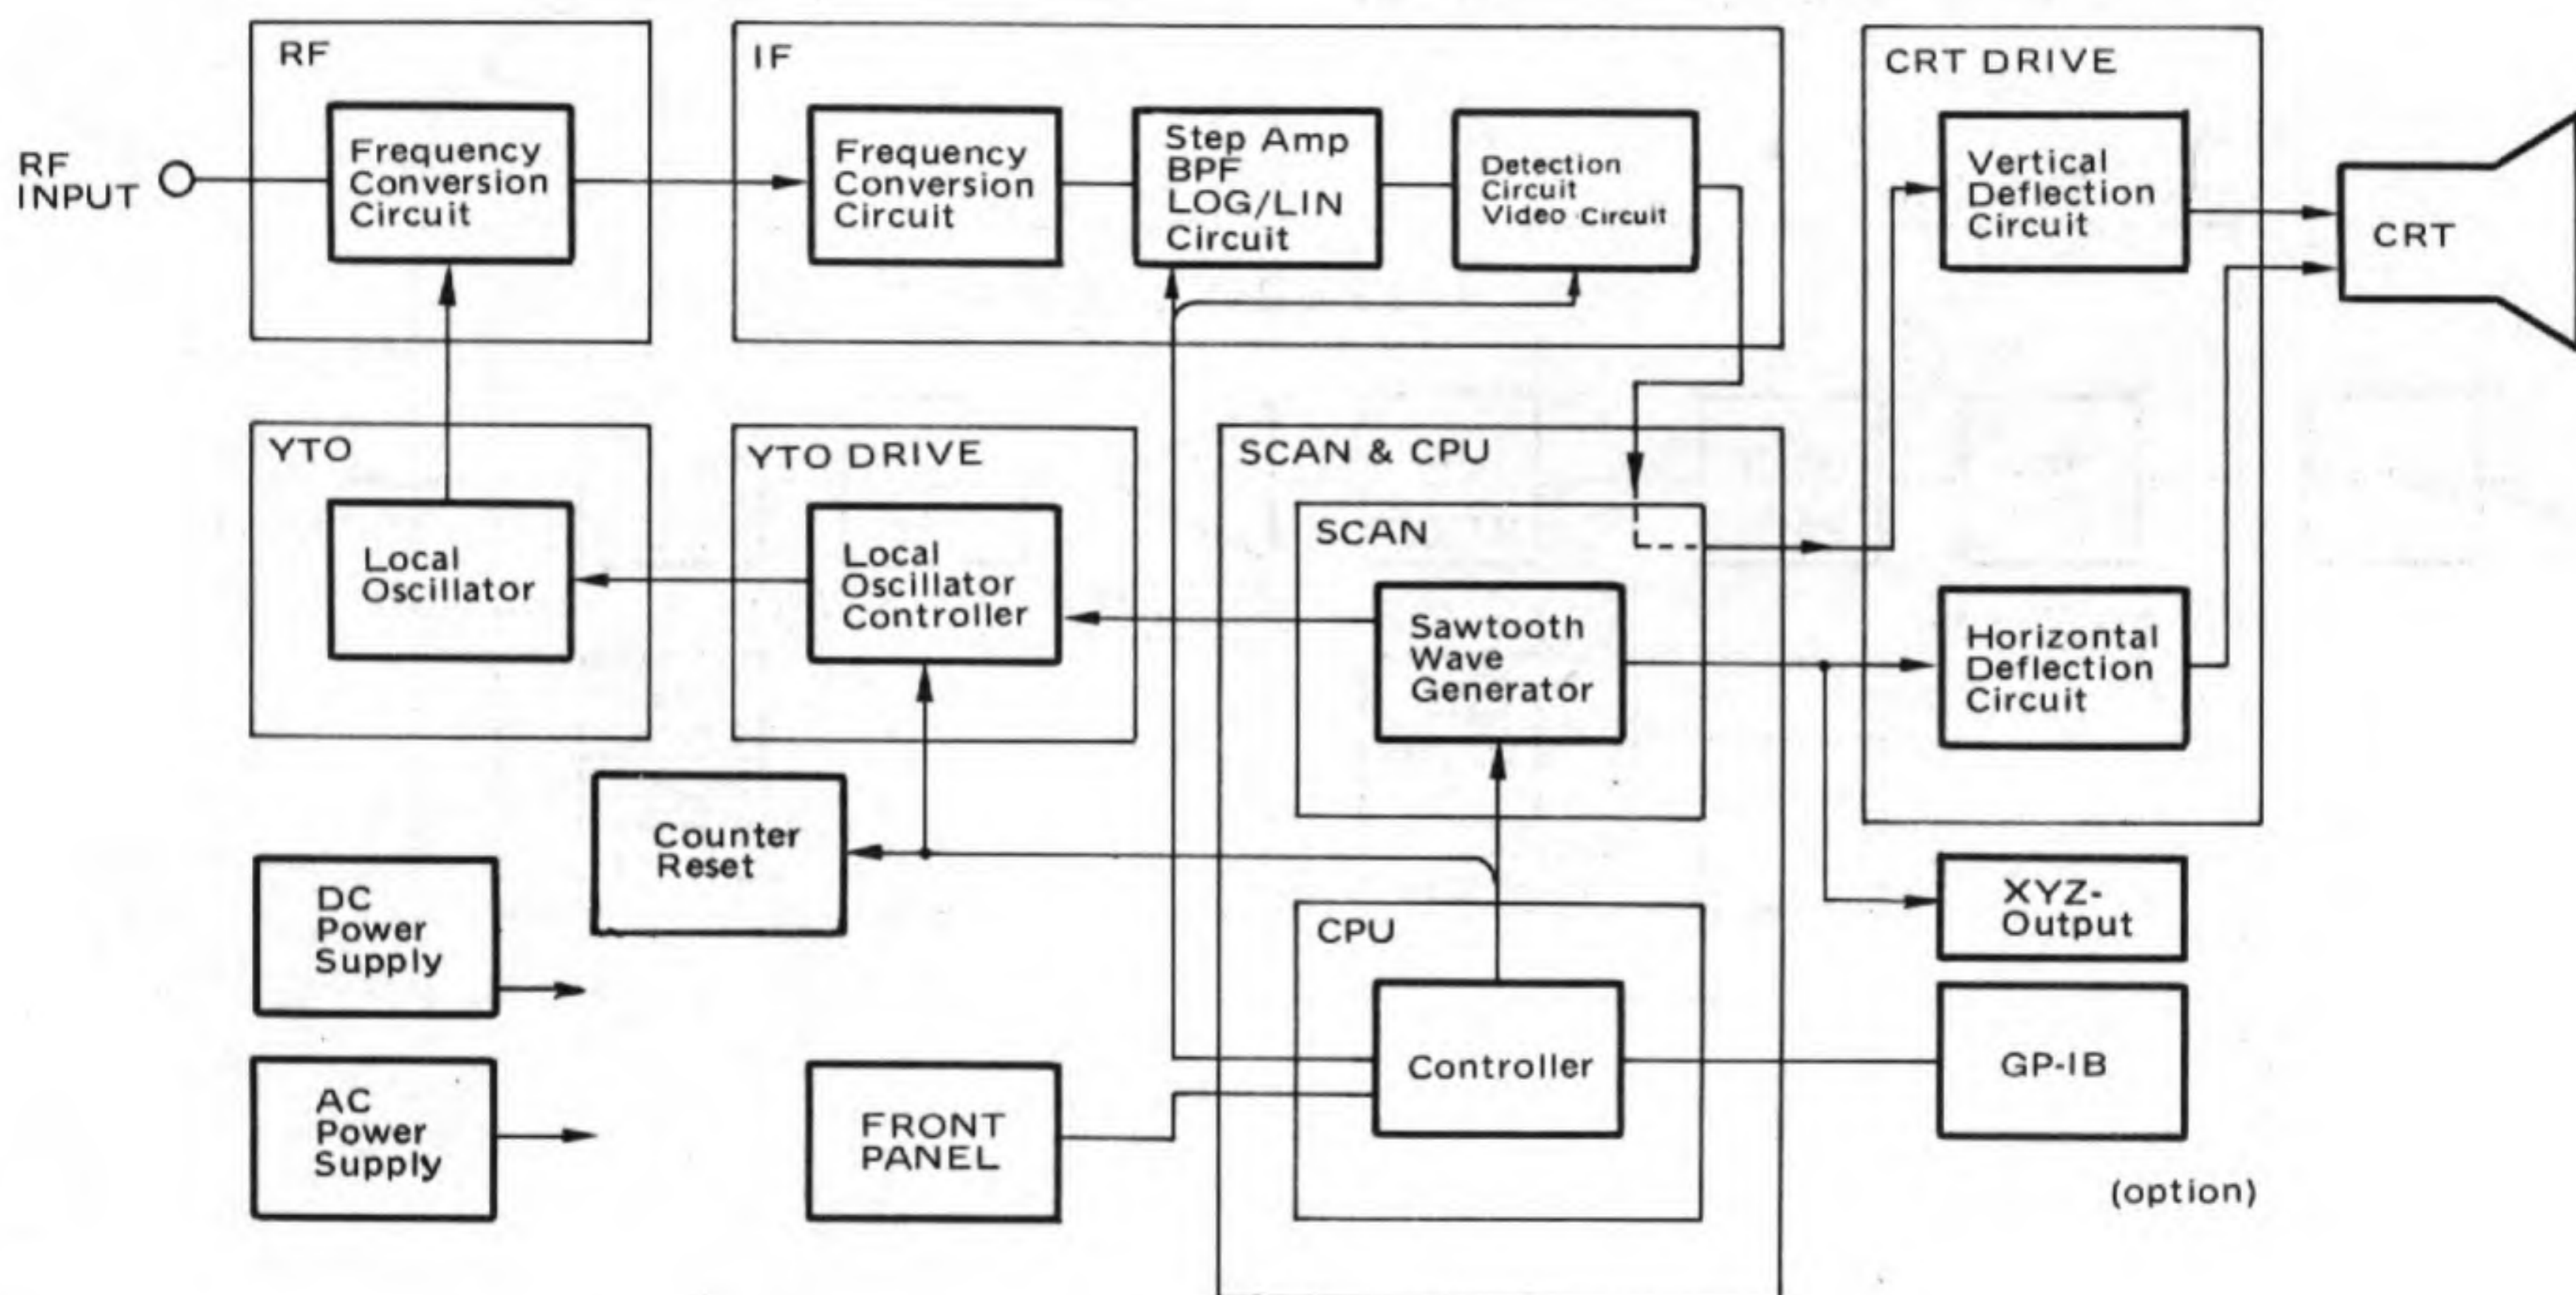 RF
IF
CRT DRIVE
RF
INPUT
Frequency
Conversion
Circuit
Frequency
Conversion
Circuit
Step Amp
BPF
LOG/LIN
Circuit
Detection
Circuit
Video Circuit
Vertical
Deflection
Circuit
CRT
YTO
YTO DRIVE
SCAN & CPU
Local
Oscillator
Local
Oscillator
Controller
SCAN
Sawtooth
Wave
Generator
Horizontal
Deflection
Circuit
Counter
Reset
DC
Power
Supply
CPU
XYZ-
Output
AC
Power
Supply
FRONT
PANEL
Controller
GP-IB
(option)